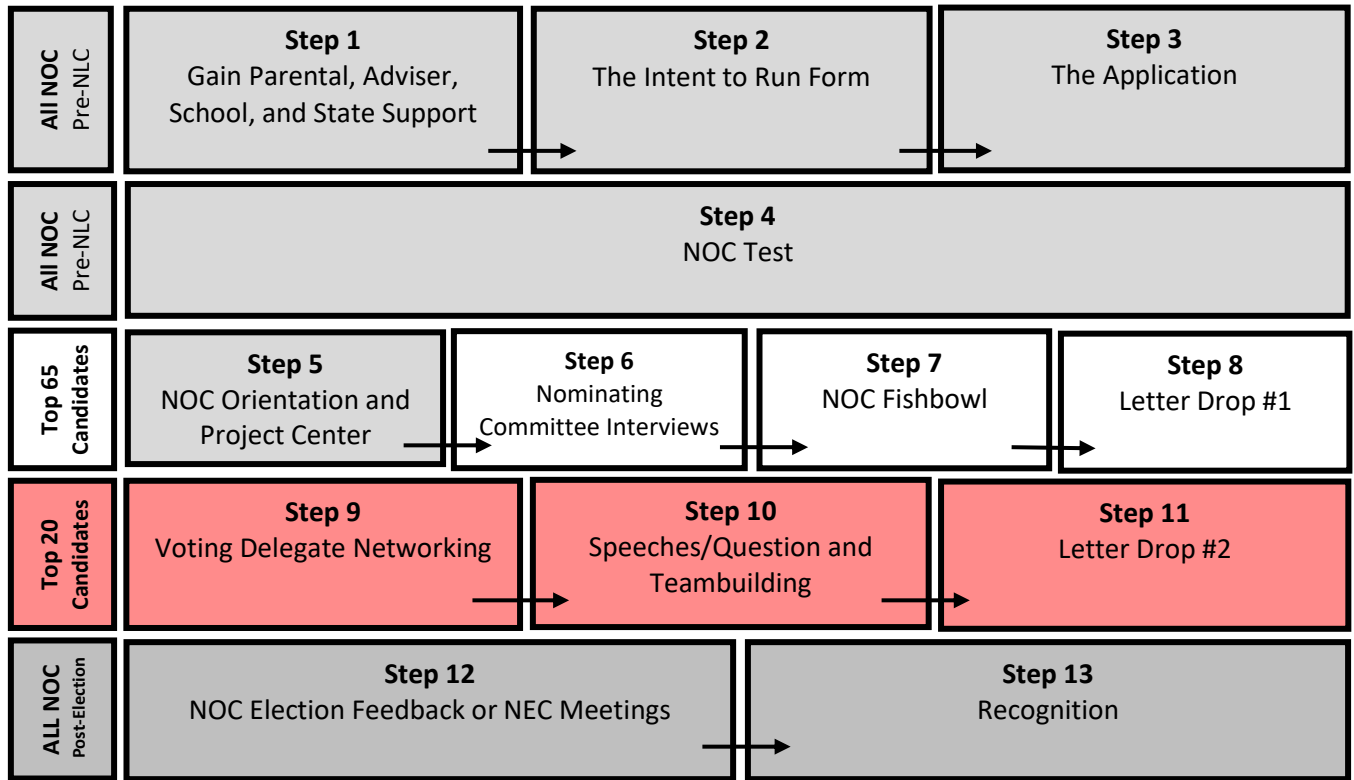 All NOC
Pre-NLC
Step 1
Gain Parental, Adviser,
School, and State Support
Step 2
The Intent to Run Form
Step 3
The Application
All NOC
Pre-NLC
Step 4
NOC Test
Top 65
Candidates
Step 5
NOC Orientation and
Project Center
Step 6
Nominating
Committee Interviews
Step 7
NOC Fishbowl
Step 8
Letter Drop #1
Top 20
Candidates
Step 9
Voting Delegate Networking
Step 10
Speeches/Question and
Teambuilding
Step 11
Letter Drop #2
ALL NOC
Post-Election
Step 12
NOC Election Feedback or NEC Meetings
Step 13
Recognition